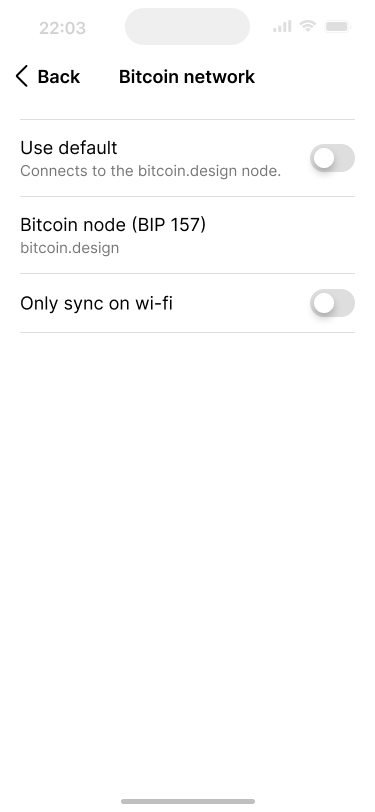 22:03
Back Bitcoin network
Use default
Connects to the bitcoin.design node.
Bitcoin node (BIP 157)
bitcoin.design
Only sync on wi-fi